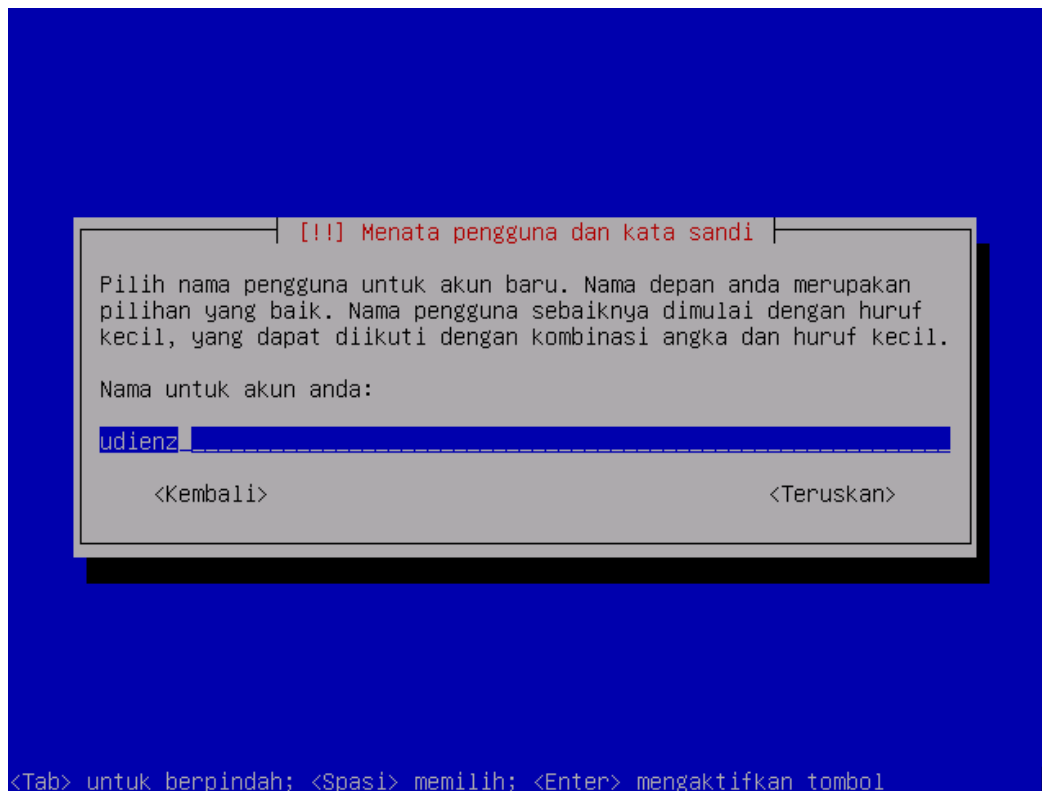 [!!] Menata pengguna dan kata sandi
Pilih nama pengguna untuk akun baru. Nama depan anda merupakan
pilihan yang baik. Nama pengguna sebaiknya dimulai dengan huruf
kecil, yang dapat diikuti dengan kombinasi angka dan huruf kecil.
Nama untuk akun anda:
udienz
<Kembali> <Teruskan>
<Tab> untuk berpindah; <Spasi> memilih; <Enter> mengaktifkan tombol